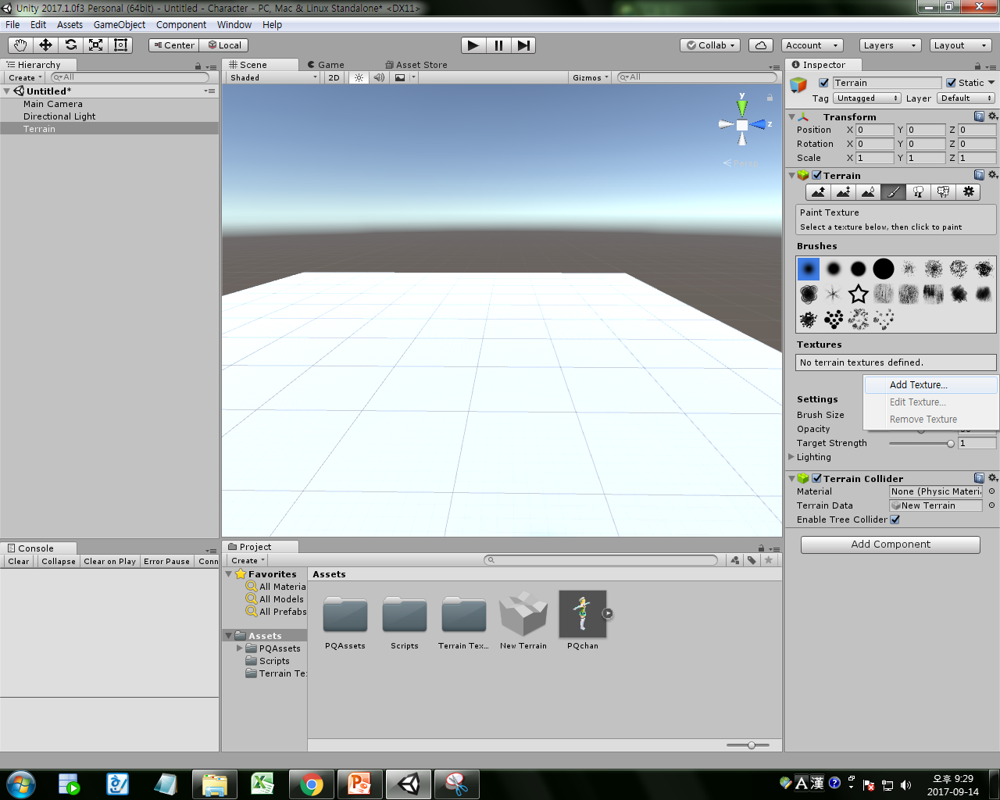 Unity 2017.1.0f3 Personal (64bit) - Untitled - Character - PC, Mac & Linux Standalone* <DX11>
File Edit Assets GameObject Component Window Help
Center Local Collab Account Layers Layout
Hierarchy
Create All
Untitled*
Main Camera
Directional Light
Terrain
Scene Game Asset Store
Shaded 2D Gizmos All
y
z
Persp
Inspector
Terrain Static
Tag Untagged Layer Default
Transform
Position X 0 Y 0 Z 0
Rotation X 0 Y 0 Z 0
Scale X 1 Y 1 Z 1
Terrain
Paint Texture
Select a texture below, then click to paint
Brushes
Textures
No terrain textures defined.
Add Texture...
Edit Texture...
Remove Texture
Settings
Brush Size
Opacity
Target Strength 1
Lighting
Terrain Collider
Material None (Physic Materi
Terrain Data New Terrain
Enable Tree Collider
Add Component
Console
Clear Collapse Clear on Play Error Pause Conn
Project
Create
Favorites
All Materia
All Models
All Prefabs
Assets
PQAssets
Scripts
Terrain Te
Assets
PQAssets Scripts Terrain Tex... New Terrain PQchan
A 漢
오후 9:29
2017-09-14